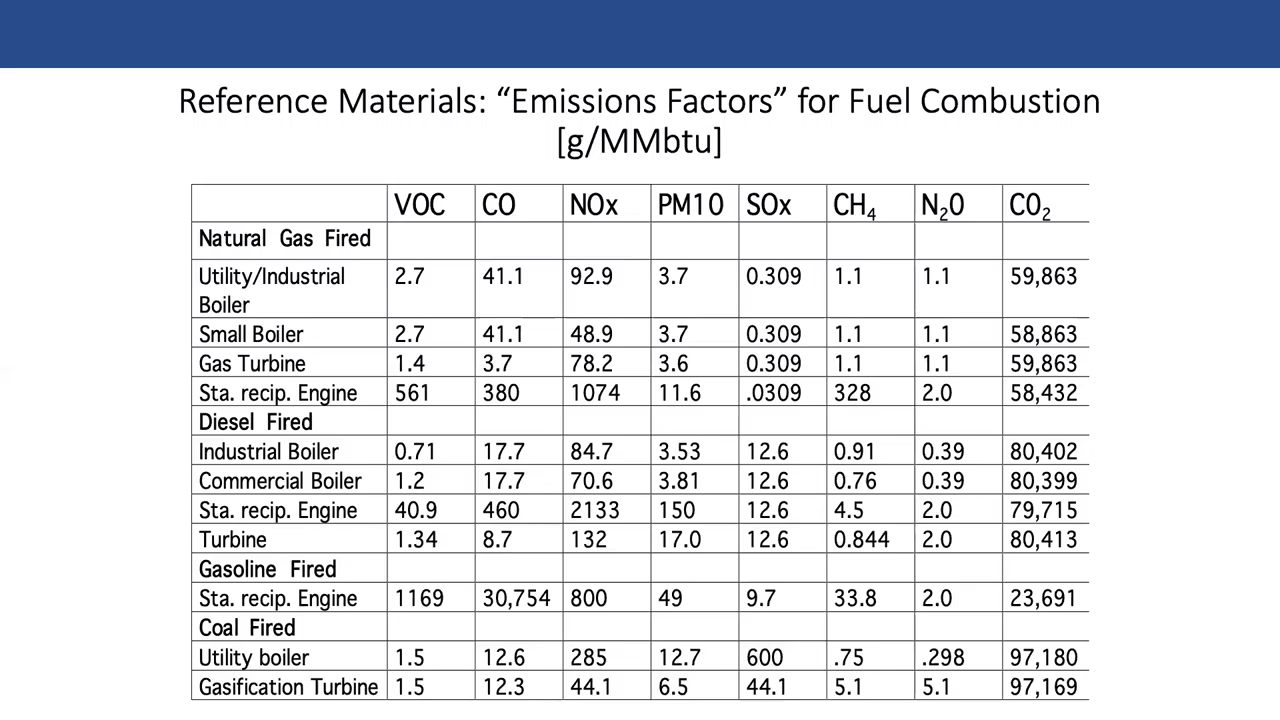 Reference Materials: “Emissions Factors” for Fuel Combustion
[g/MMbtu]
VOC CO NOx PM10 SOx CH4 N2O CO2
Natural Gas Fired
Utility/Industrial Boiler 2.7 41.1 92.9 3.7 0.309 1.1 1.1 59,863
Small Boiler 2.7 41.1 48.9 3.7 0.309 1.1 1.1 58,863
Gas Turbine 1.4 3.7 78.2 3.6 0.309 1.1 1.1 59,863
Sta. recip. Engine 561 380 1074 11.6 .0309 328 2.0 58,432
Diesel Fired
Industrial Boiler 0.71 17.7 84.7 3.53 12.6 0.91 0.39 80,402
Commercial Boiler 1.2 17.7 70.6 3.81 12.6 0.76 0.39 80,399
Sta. recip. Engine 40.9 460 2133 150 12.6 4.5 2.0 79,715
Turbine 1.34 8.7 132 17.0 12.6 0.844 2.0 80,413
Gasoline Fired
Sta. recip. Engine 1169 30,754 800 49 9.7 33.8 2.0 23,691
Coal Fired
Utility boiler 1.5 12.6 285 12.7 600 .75 .298 97,180
Gasification Turbine 1.5 12.3 44.1 6.5 44.1 5.1 5.1 97,169